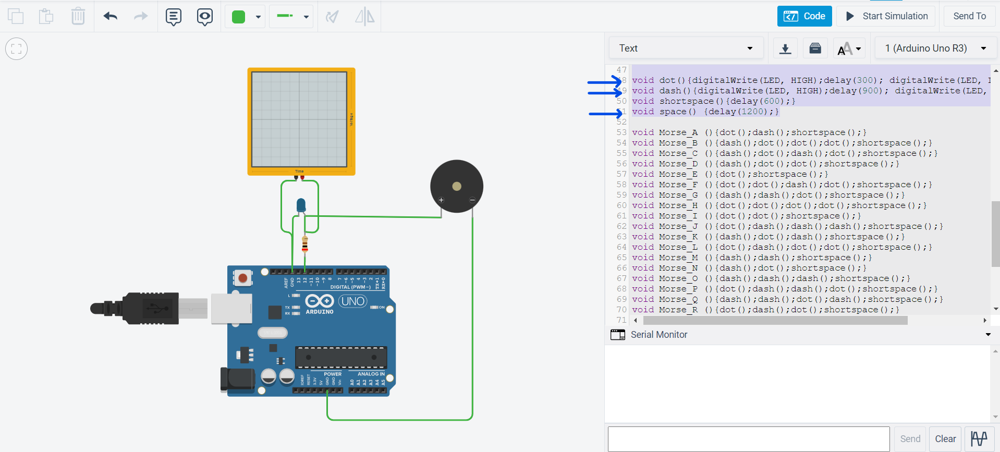 Code
Start Simulation
Send To
Text
1 (Arduino Uno R3)
47
48 void dot(){digitalWrite(LED, HIGH);delay(300); digitalWrite(LED, L
49 void dash(){digitalWrite(LED, HIGH);delay(900); digitalWrite(LED,
50 void shortspace(){delay(600);}
51 void space() {delay(1200);}
52
53 void Morse_A (){dot();dash();shortspace();}
54 void Morse_B (){dash();dot();dot();dot();shortspace();}
55 void Morse_C (){dash();dot();dash();dot();shortspace();}
56 void Morse_D (){dash();dot();dot();shortspace();}
57 void Morse_E (){dot();shortspace();}
58 void Morse_F (){dot();dot();dash();dot();shortspace();}
59 void Morse_G (){dash();dash();dot();shortspace();}
60 void Morse_H (){dot();dot();dot();dot();shortspace();}
61 void Morse_I (){dot();dot();shortspace();}
62 void Morse_J (){dot();dash();dash();dash();shortspace();}
63 void Morse_K (){dash();dot();dash();shortspace();}
64 void Morse_L (){dot();dash();dot();dot();shortspace();}
65 void Morse_M (){dash();dash();shortspace();}
66 void Morse_N (){dash();dot();shortspace();}
67 void Morse_O (){dash();dash();dash();shortspace();}
68 void Morse_P (){dot();dash();dash();dot();shortspace();}
69 void Morse_Q (){dash();dash();dot();dash();shortspace();}
70 void Morse_R (){dot();dash();dot();shortspace();}
71
Serial Monitor
Send
Clear
Voltage
Time
+ −
AREF GND 13 12 ~11 ~10 ~9 8 7 ~6 ~5 4 ~3 2 TX→1 RX←0
DIGITAL (PWM~)
L
TX
RX
UNO
ON
ARDUINO
POWER
ANALOG IN
IOREF RESET 3.3V 5V GND GND Vin A0 A1 A2 A3 A4 A5